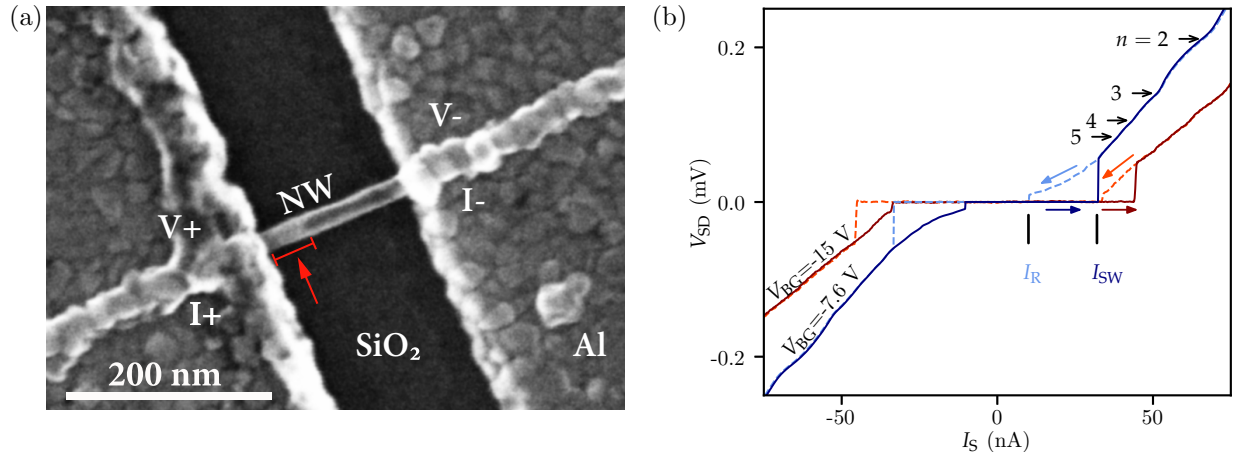 (a)
V-
NW
I-
V+
I+
SiO₂
Al
200 nm
(b)
V_SD (mV)
0.2
0.0
-0.2
n = 2
3
4
5
V_BG=-15 V
V_BG=-7.6 V
I_R
I_SW
-50
0
50
I_S (nA)